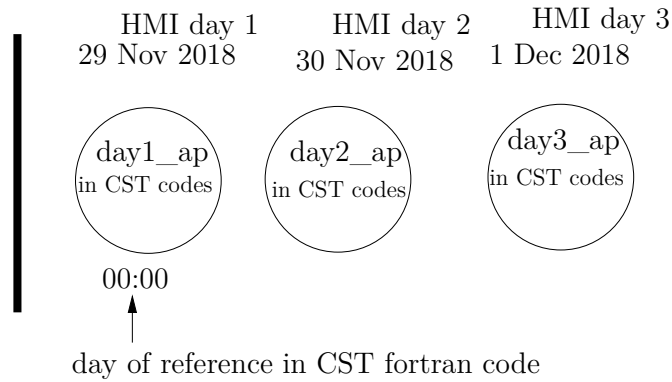 HMI day 1
29 Nov 2018
HMI day 2
30 Nov 2018
HMI day 3
1 Dec 2018
day1_ap
in CST codes
day2_ap
in CST codes
day3_ap
in CST codes
00:00
day of reference in CST fortran code